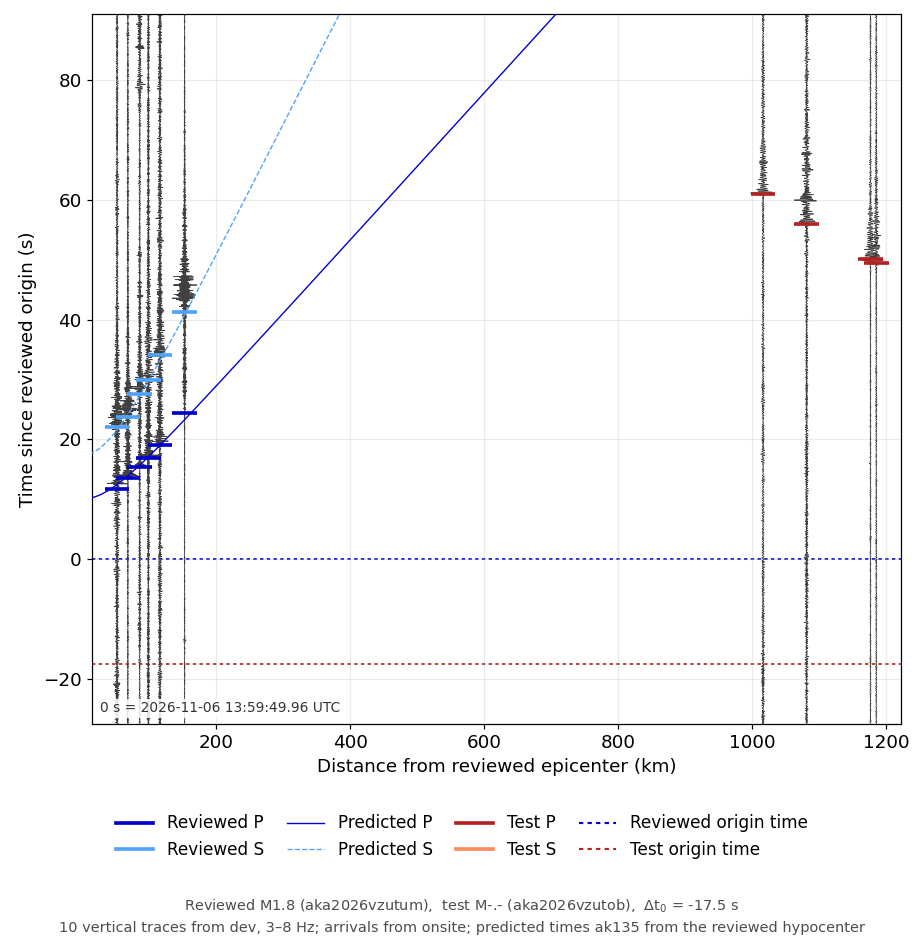 80
60
40
20
0
−20
Time since reviewed origin (s)
0 s = 2026-11-06 13:59:49.96 UTC
200 400 600 800 1000 1200
Distance from reviewed epicenter (km)
Reviewed P Predicted P Test P Reviewed origin time
Reviewed S Predicted S Test S Test origin time
Reviewed M1.8 (aka2026vzutum), test M-.- (aka2026vzutob), Δt0 = -17.5 s
10 vertical traces from dev, 3–8 Hz; arrivals from onsite; predicted times ak135 from the reviewed hypocenter